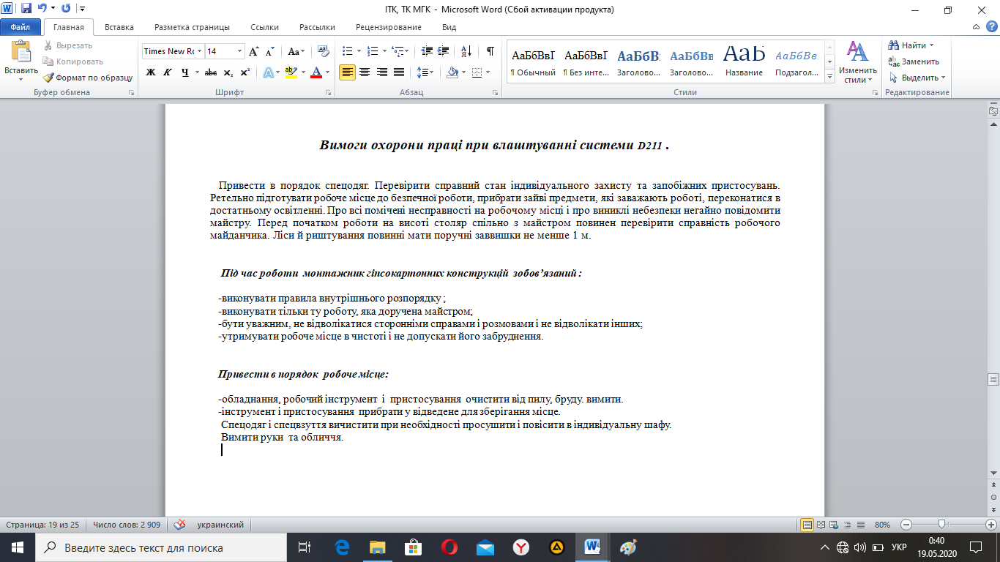 ІТК, ТК МГК - Microsoft Word (Сбой активации продукта)
Файл Главная Вставка Разметка страницы Ссылки Рассылки Рецензирование Вид
Вставить
Вырезать
Копировать
Формат по образцу
Буфер обмена
Times New Ro 14
Шрифт
Абзац
АаБбВвГ АаБбВвГ АаБбВ АаБбВв АаБ АаБбВв.
¶ Обычный ¶ Без инте... Заголово... Заголово... Название Подзагол...
Стили
Изменить
стили
Найти
Заменить
Выделить
Редактирование
Вимоги охорони праці при влаштуванні системи D211 .
Привести в порядок спецодяг. Перевірити справний стан індивідуального захисту та запобіжних пристосувань.
Ретельно підготувати робоче місце до безпечної роботи, прибрати зайві предмети, які заважають роботі, переконатися в
достатньому освітленні. Про всі помічені несправності на робочому місці і про виниклі небезпеки негайно повідомити
майстру. Перед початком роботи на висоті столяр спільно з майстром повинен перевірити справність робочого
майданчика. Ліси й риштування повинні мати поручні заввишки не менше 1 м.
Під час роботи монтажник гіпсокартонних конструкцій зобов’язаний :
-виконувати правила внутрішнього розпорядку ;
-виконувати тільки ту роботу, яка доручена майстром;
-бути уважним, не відволікатися сторонніми справами і розмовами і не відволікати інших;
-утримувати робоче місце в чистоті і не допускати його забруднення.
Привести в порядок робоче місце:
-обладнання, робочий інструмент і пристосування очистити від пилу, бруду. вимити.
-інструмент і пристосування прибрати у відведене для зберігання місце.
Спецодяг і спецвзуття вичистити при необхідності просушити і повісити в індивідуальну шафу.
Вимити руки та обличчя.
Страница: 19 из 25 Число слов: 2 909 украинский 80%
Введите здесь текст для поиска
УКР
0:40
19.05.2020